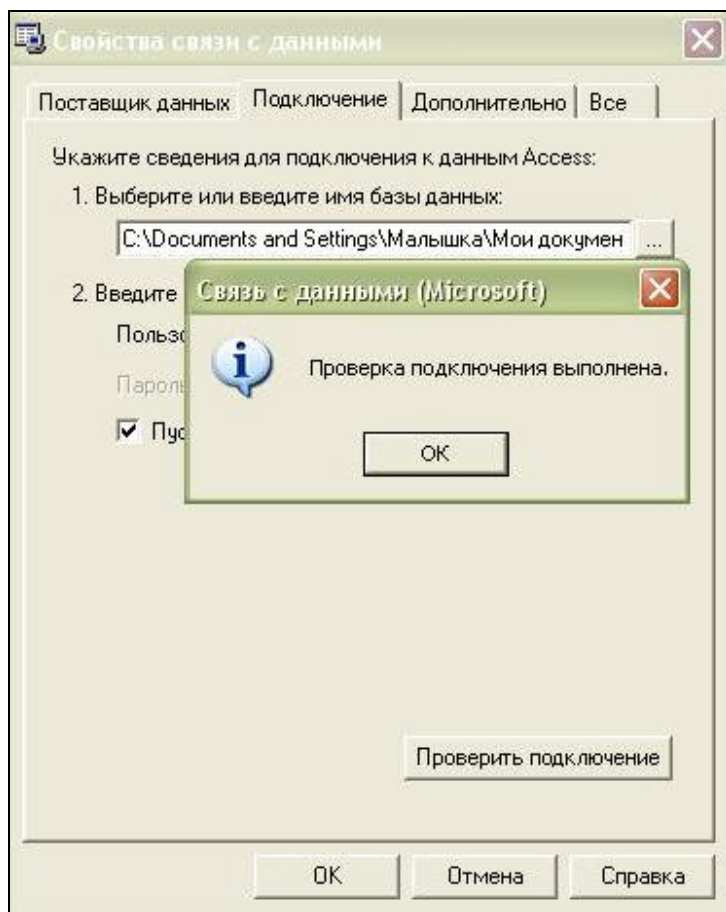 Свойства связи с данными
Поставщик данных Подключение Дополнительно Все
Укажите сведения для подключения к данным Access:
1. Выберите или введите имя базы данных:
C:\Documents and Settings\Малышка\Мои докумен ...
2. Введите
Связь с данными (Microsoft)
Пользо
Проверка подключения выполнена.
Пароль
Пус
OK
Проверить подключение
OK Отмена Справка